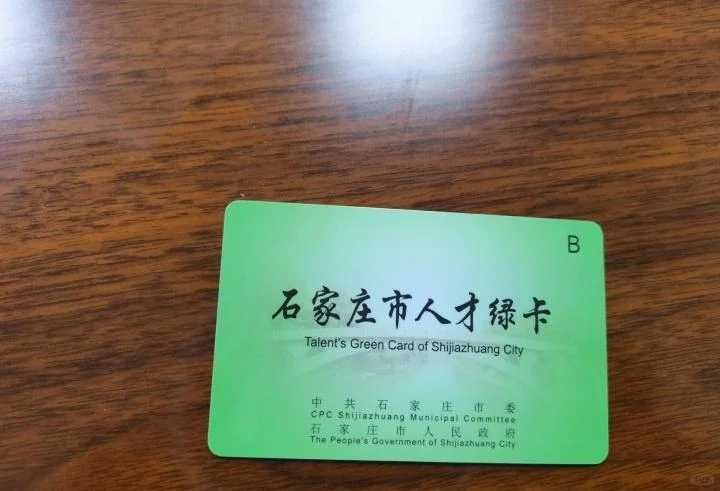 B
石家庄市人才绿卡
Talent's Green Card of Shijiazhuang City
中共石家庄市委
CPC Shijiazhuang Municipal Committee
石家庄市人民政府
The People's Government of Shijiazhuang City